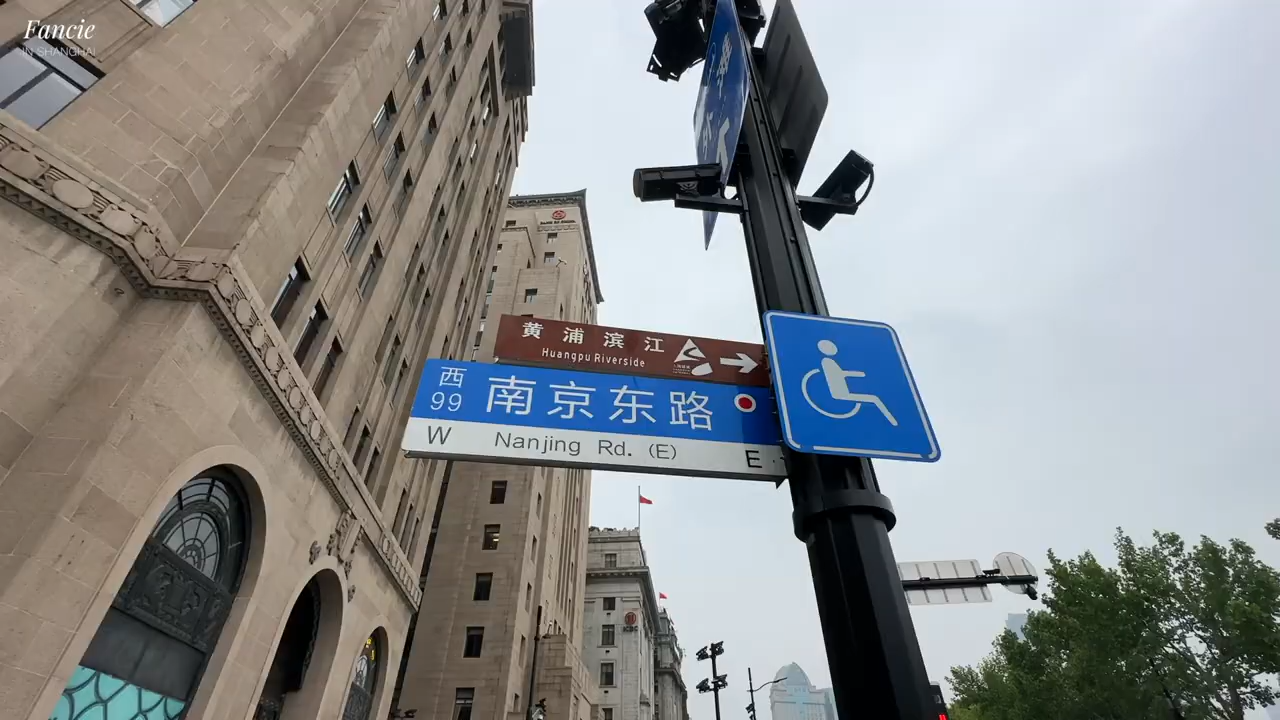 Fancie
IN SHANGHAI
黄浦滨江
Huangpu Riverside
西
99
南京东路
W
Nanjing Rd. (E)
E